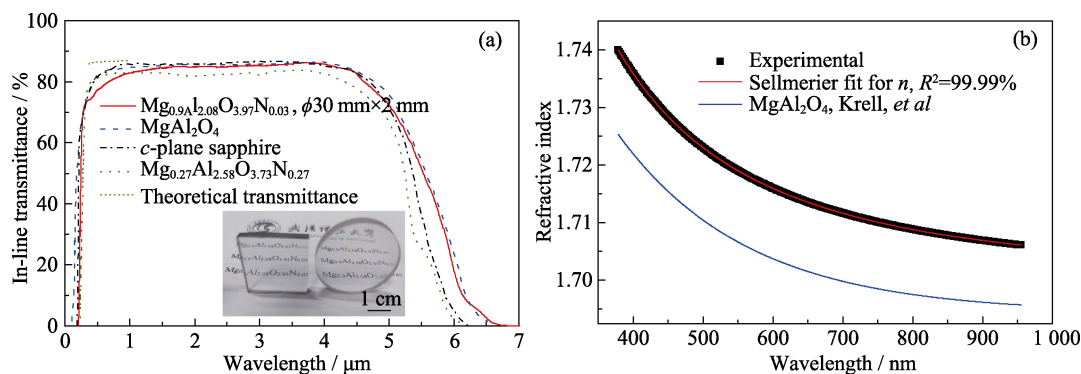 100
80
60
40
20
0
0 1 2 3 4 5 6 7
In-line transmittance / %
Wavelength / μm
(a)
Mg0.9Al2.08O3.97N0.03, ϕ30 mm×2 mm
MgAl2O4
c-plane sapphire
Mg0.27Al2.58O3.73N0.27
Theoretical transmittance
1 cm
1.74
1.73
1.72
1.71
1.70
400 500 600 700 800 900 1 000
Refractive index
Wavelength / nm
(b)
Experimental
Sellmerier fit for n, R²=99.99%
MgAl2O4, Krell, et al